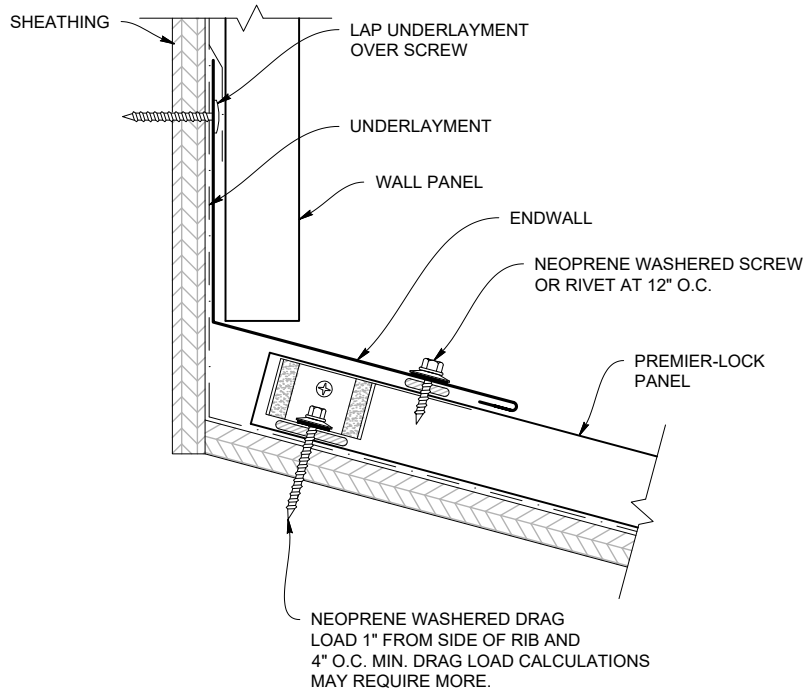 SHEATHING
LAP UNDERLAYMENT
OVER SCREW
UNDERLAYMENT
WALL PANEL
ENDWALL
NEOPRENE WASHERED SCREW
OR RIVET AT 12" O.C.
PREMIER-LOCK
PANEL
NEOPRENE WASHERED DRAG
LOAD 1" FROM SIDE OF RIB AND
4" O.C. MIN. DRAG LOAD CALCULATIONS
MAY REQUIRE MORE.